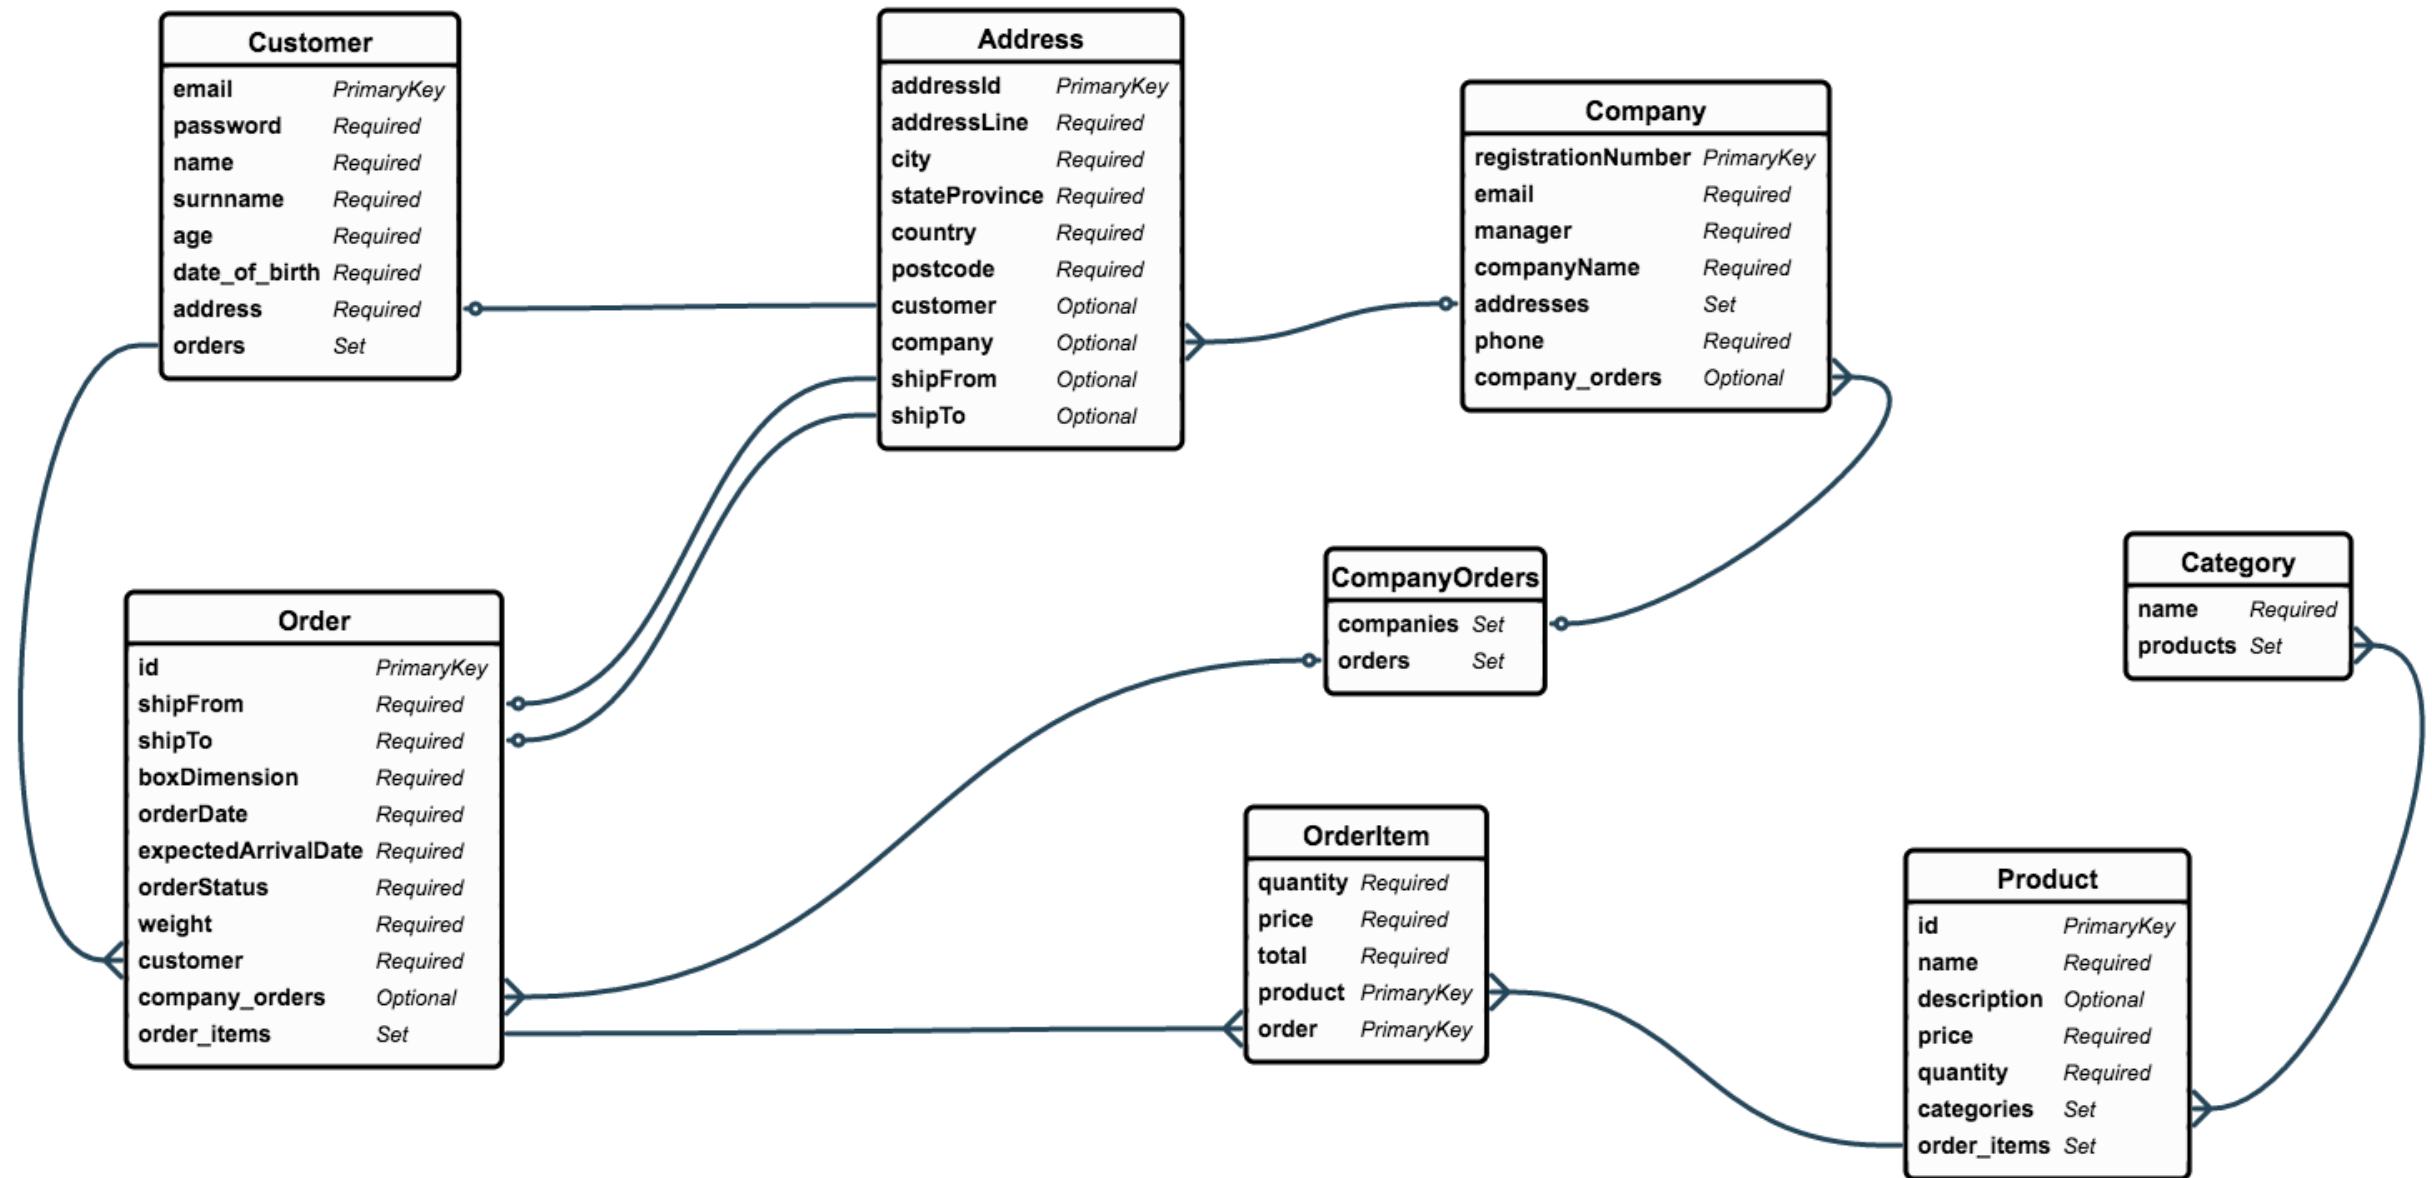 Customer
email PrimaryKey
password Required
name Required
surnname Required
age Required
date_of_birth Required
address Required
orders Set
Address
addressId PrimaryKey
addressLine Required
city Required
stateProvince Required
country Required
postcode Required
customer Optional
company Optional
shipFrom Optional
shipTo Optional
Company
registrationNumber PrimaryKey
email Required
manager Required
companyName Required
addresses Set
phone Required
company_orders Optional
Order
id PrimaryKey
shipFrom Required
shipTo Required
boxDimension Required
orderDate Required
expectedArrivalDate Required
orderStatus Required
weight Required
customer Required
company_orders Optional
order_items Set
CompanyOrders
companies Set
orders Set
Category
name Required
products Set
OrderItem
quantity Required
price Required
total Required
product PrimaryKey
order PrimaryKey
Product
id PrimaryKey
name Required
description Optional
price Required
quantity Required
categories Set
order_items Set